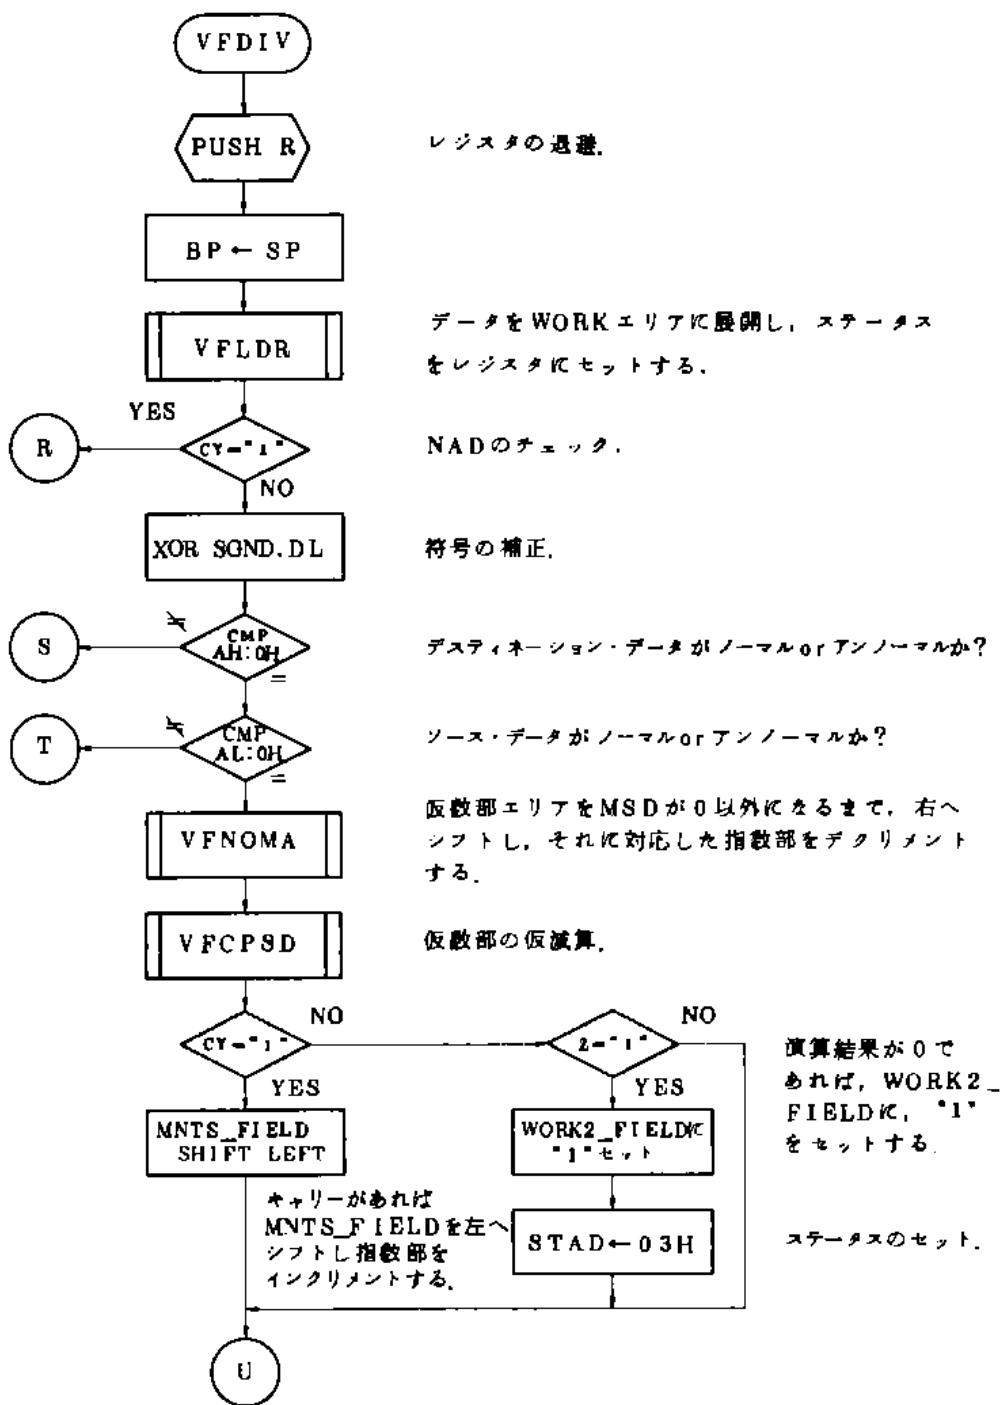 VFDIV
PUSH R
レジスタの退避.
BP ← SP
VFLDR
データをWORKエリアに展開し, ステータス
をレジスタにセットする.
YES
R
CY="1"
NADのチェック.
NO
XOR SGND.DL
符号の補正.
≠
S
CMP
AH:0H
デスティネーション・データがノーマルorアンノーマルか?
=
≠
T
CMP
AL:0H
ソース・データがノーマルorアンノーマルか?
=
VFNOMA
仮数部エリアをMSDが0以外になるまで, 右へ
シフトし, それに対応した指数部をデクリメント
する.
VFCPSD
仮数部の仮減算.
NO
CY="1"
YES
Z="1"
NO
YES
演算結果が0で
あれば, WORK2_
FIELDに, "1"
をセットする.
MNTS_FIELD
SHIFT LEFT
WORK2_FIELDに
"1"セット
キャリーがあれば
MNTS_FIELDを左へ
シフトし指数部を
インクリメントする.
STAD←03H
ステータスのセット.
U